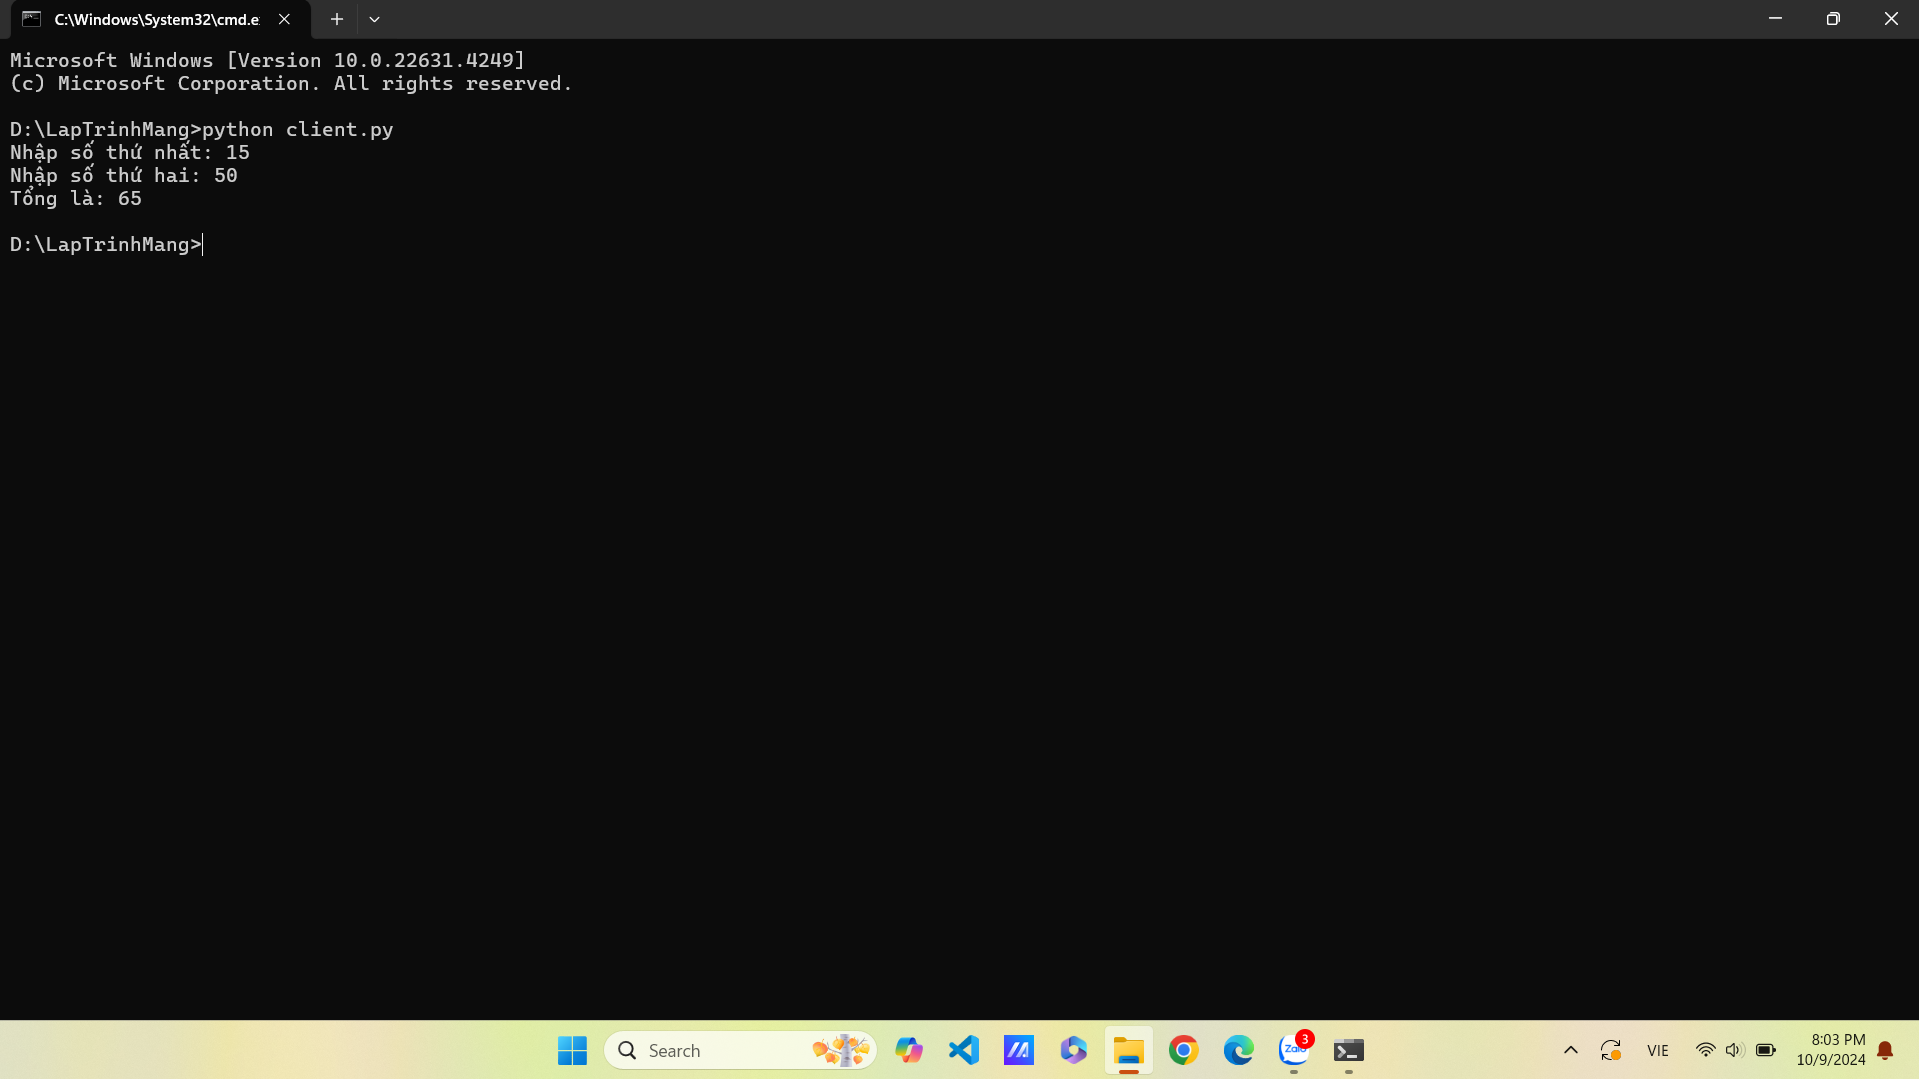 C:\Windows\System32\cmd.e
Microsoft Windows [Version 10.0.22631.4249]
(c) Microsoft Corporation. All rights reserved.
D:\LapTrinhMang>python client.py
Nhập số thứ nhất: 15
Nhập số thứ hai: 50
Tổng là: 65
D:\LapTrinhMang>
Search
Zalo
3
VIE
8:03 PM
10/9/2024